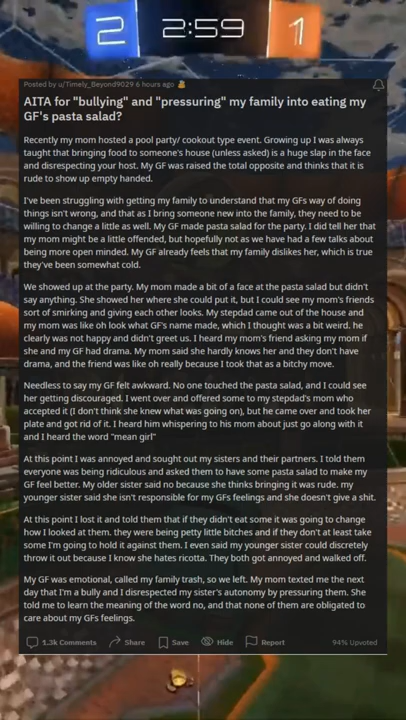 2 2:59 1
Posted by u/Timely_Beyond9029 6 hours ago
AITA for "bullying" and "pressuring" my family into eating my
GF's pasta salad?
Recently my mom hosted a pool party/ cookout type event. Growing up I was always
taught that bringing food to someone's house (unless asked) is a huge slap in the face
and disrespecting your host. My GF was raised the total opposite and thinks that it is
rude to show up empty handed.
I've been struggling with getting my family to understand that my GFs way of doing
things isn't wrong, and that as I bring someone new into the family, they need to be
willing to change a little as well. My GF made pasta salad for the party. I did tell her that
my mom might be a little offended, but hopefully not as we have had a few talks about
being more open minded. My GF already feels that my family dislikes her, which is true
they've been somewhat cold.
We showed up at the party. My mom made a bit of a face at the pasta salad but didn't
say anything. She showed her where she could put it, but I could see my mom's friends
sort of smirking and giving each other looks. My stepdad came out of the house and
my mom was like oh look what GF's name made, which I thought was a bit weird. he
clearly was not happy and didn't greet us. I heard my mom's friend asking my mom if
she and my GF had drama. My mom said she hardly knows her and they don't have
drama, and the friend was like oh really because I took that as a bitchy move.
Needless to say my GF felt awkward. No one touched the pasta salad, and I could see
her getting discouraged. I went over and offered some to my stepdad's mom who
accepted it (I don't think she knew what was going on), but he came over and took her
plate and got rid of it. I heard him whispering to his mom about just go along with it
and I heard the word "mean girl"
At this point I was annoyed and sought out my sisters and their partners. I told them
everyone was being ridiculous and asked them to have some pasta salad to make my
GF feel better. My older sister said no because she thinks bringing it was rude. my
younger sister said she isn't responsible for my GFs feelings and she doesn't give a shit.
At this point I lost it and told them that if they didn't eat some it was going to change
how I looked at them. they were being petty little bitches and if they don't at least take
some I'm going to hold it against them. I even said my younger sister could discretely
throw it out because I know she hates ricotta. They both got annoyed and walked off.
My GF was emotional, called my family trash, so we left. My mom texted me the next
day that I'm a bully and I disrespected my sister's autonomy by pressuring them. She
told me to learn the meaning of the word no, and that none of them are obligated to
care about my GFs feelings.
1.3k Comments Share Save Hide Report 94% Upvoted